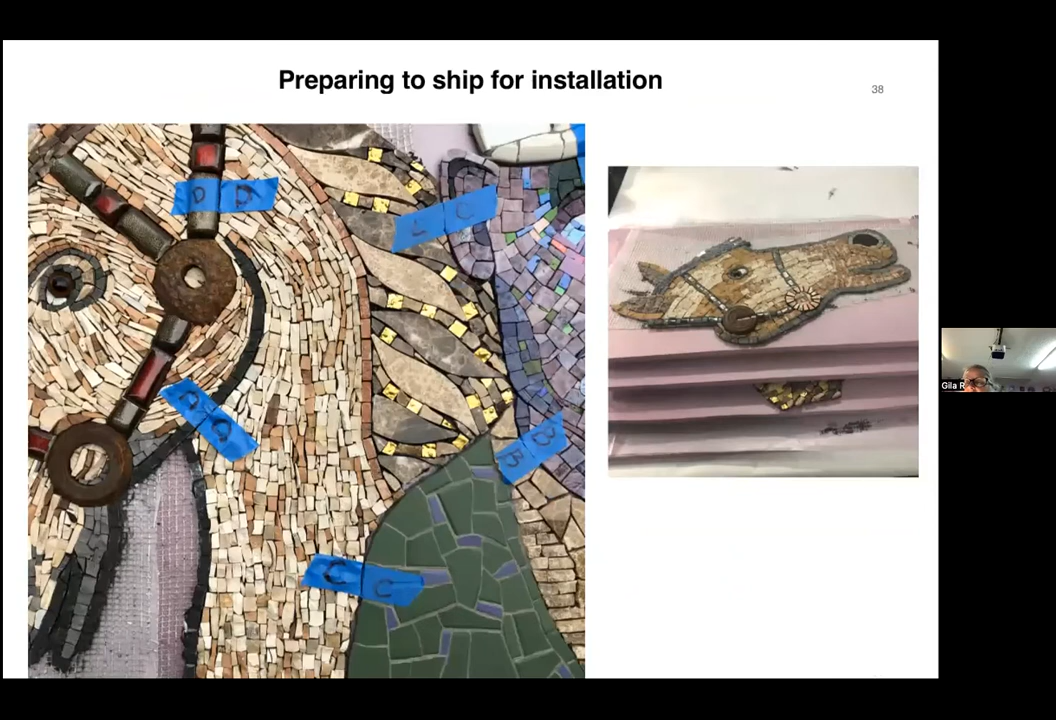 Preparing to ship for installation
38
D D
L C
A a
B B
C C
Gila R